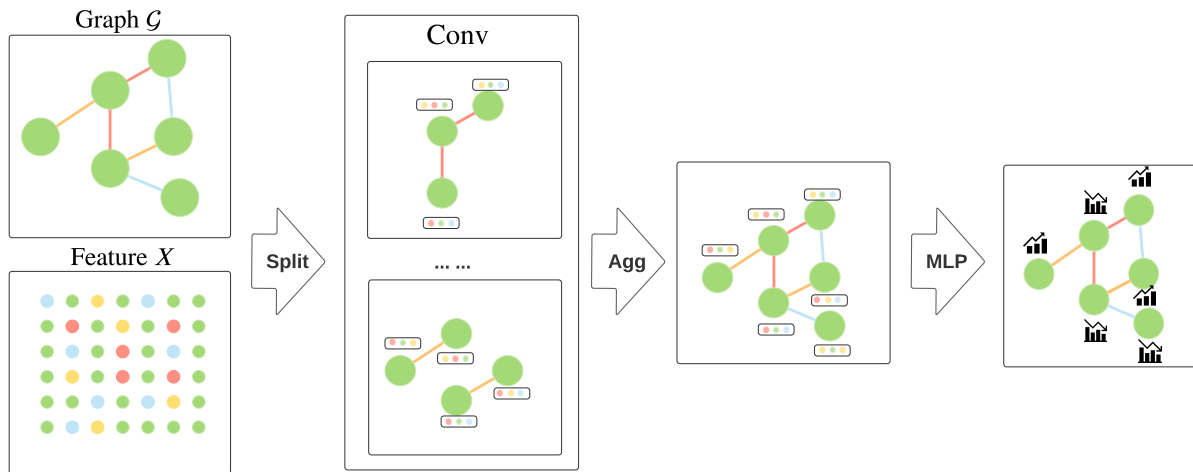 Graph 𝒢
Feature X
Split
Conv
... ...
Agg
MLP